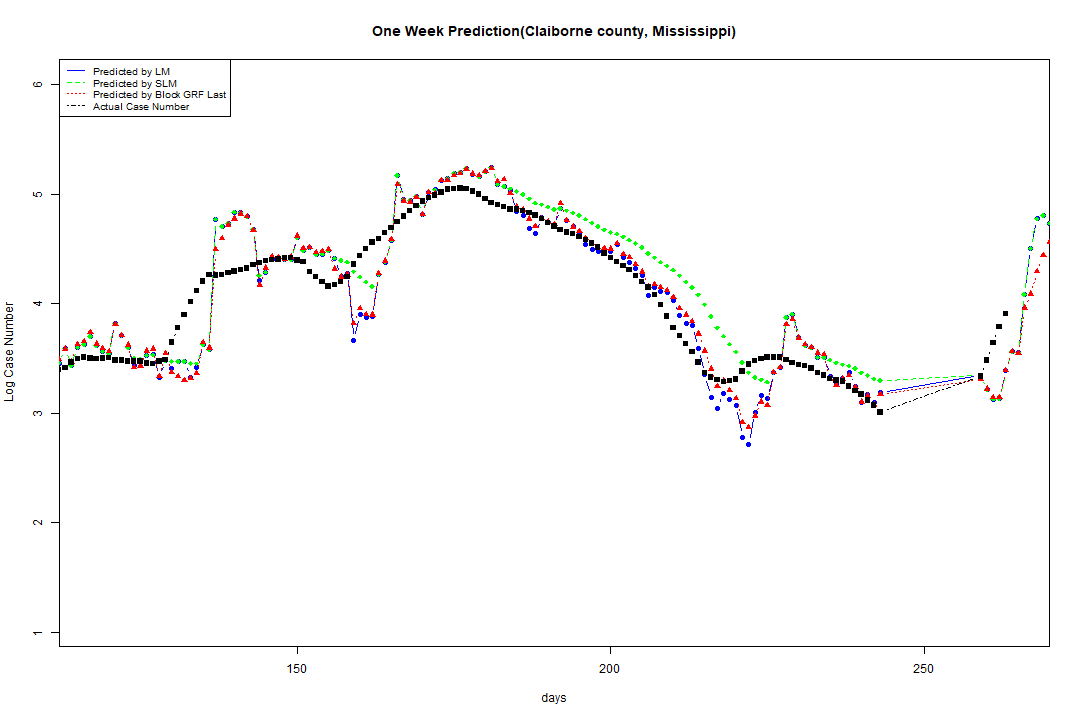 One Week Prediction(Claiborne county, Mississippi)
Predicted by LM
Predicted by SLM
Predicted by Block GRF Last
Actual Case Number
Log Case Number
6
5
4
3
2
1
150
200
250
days